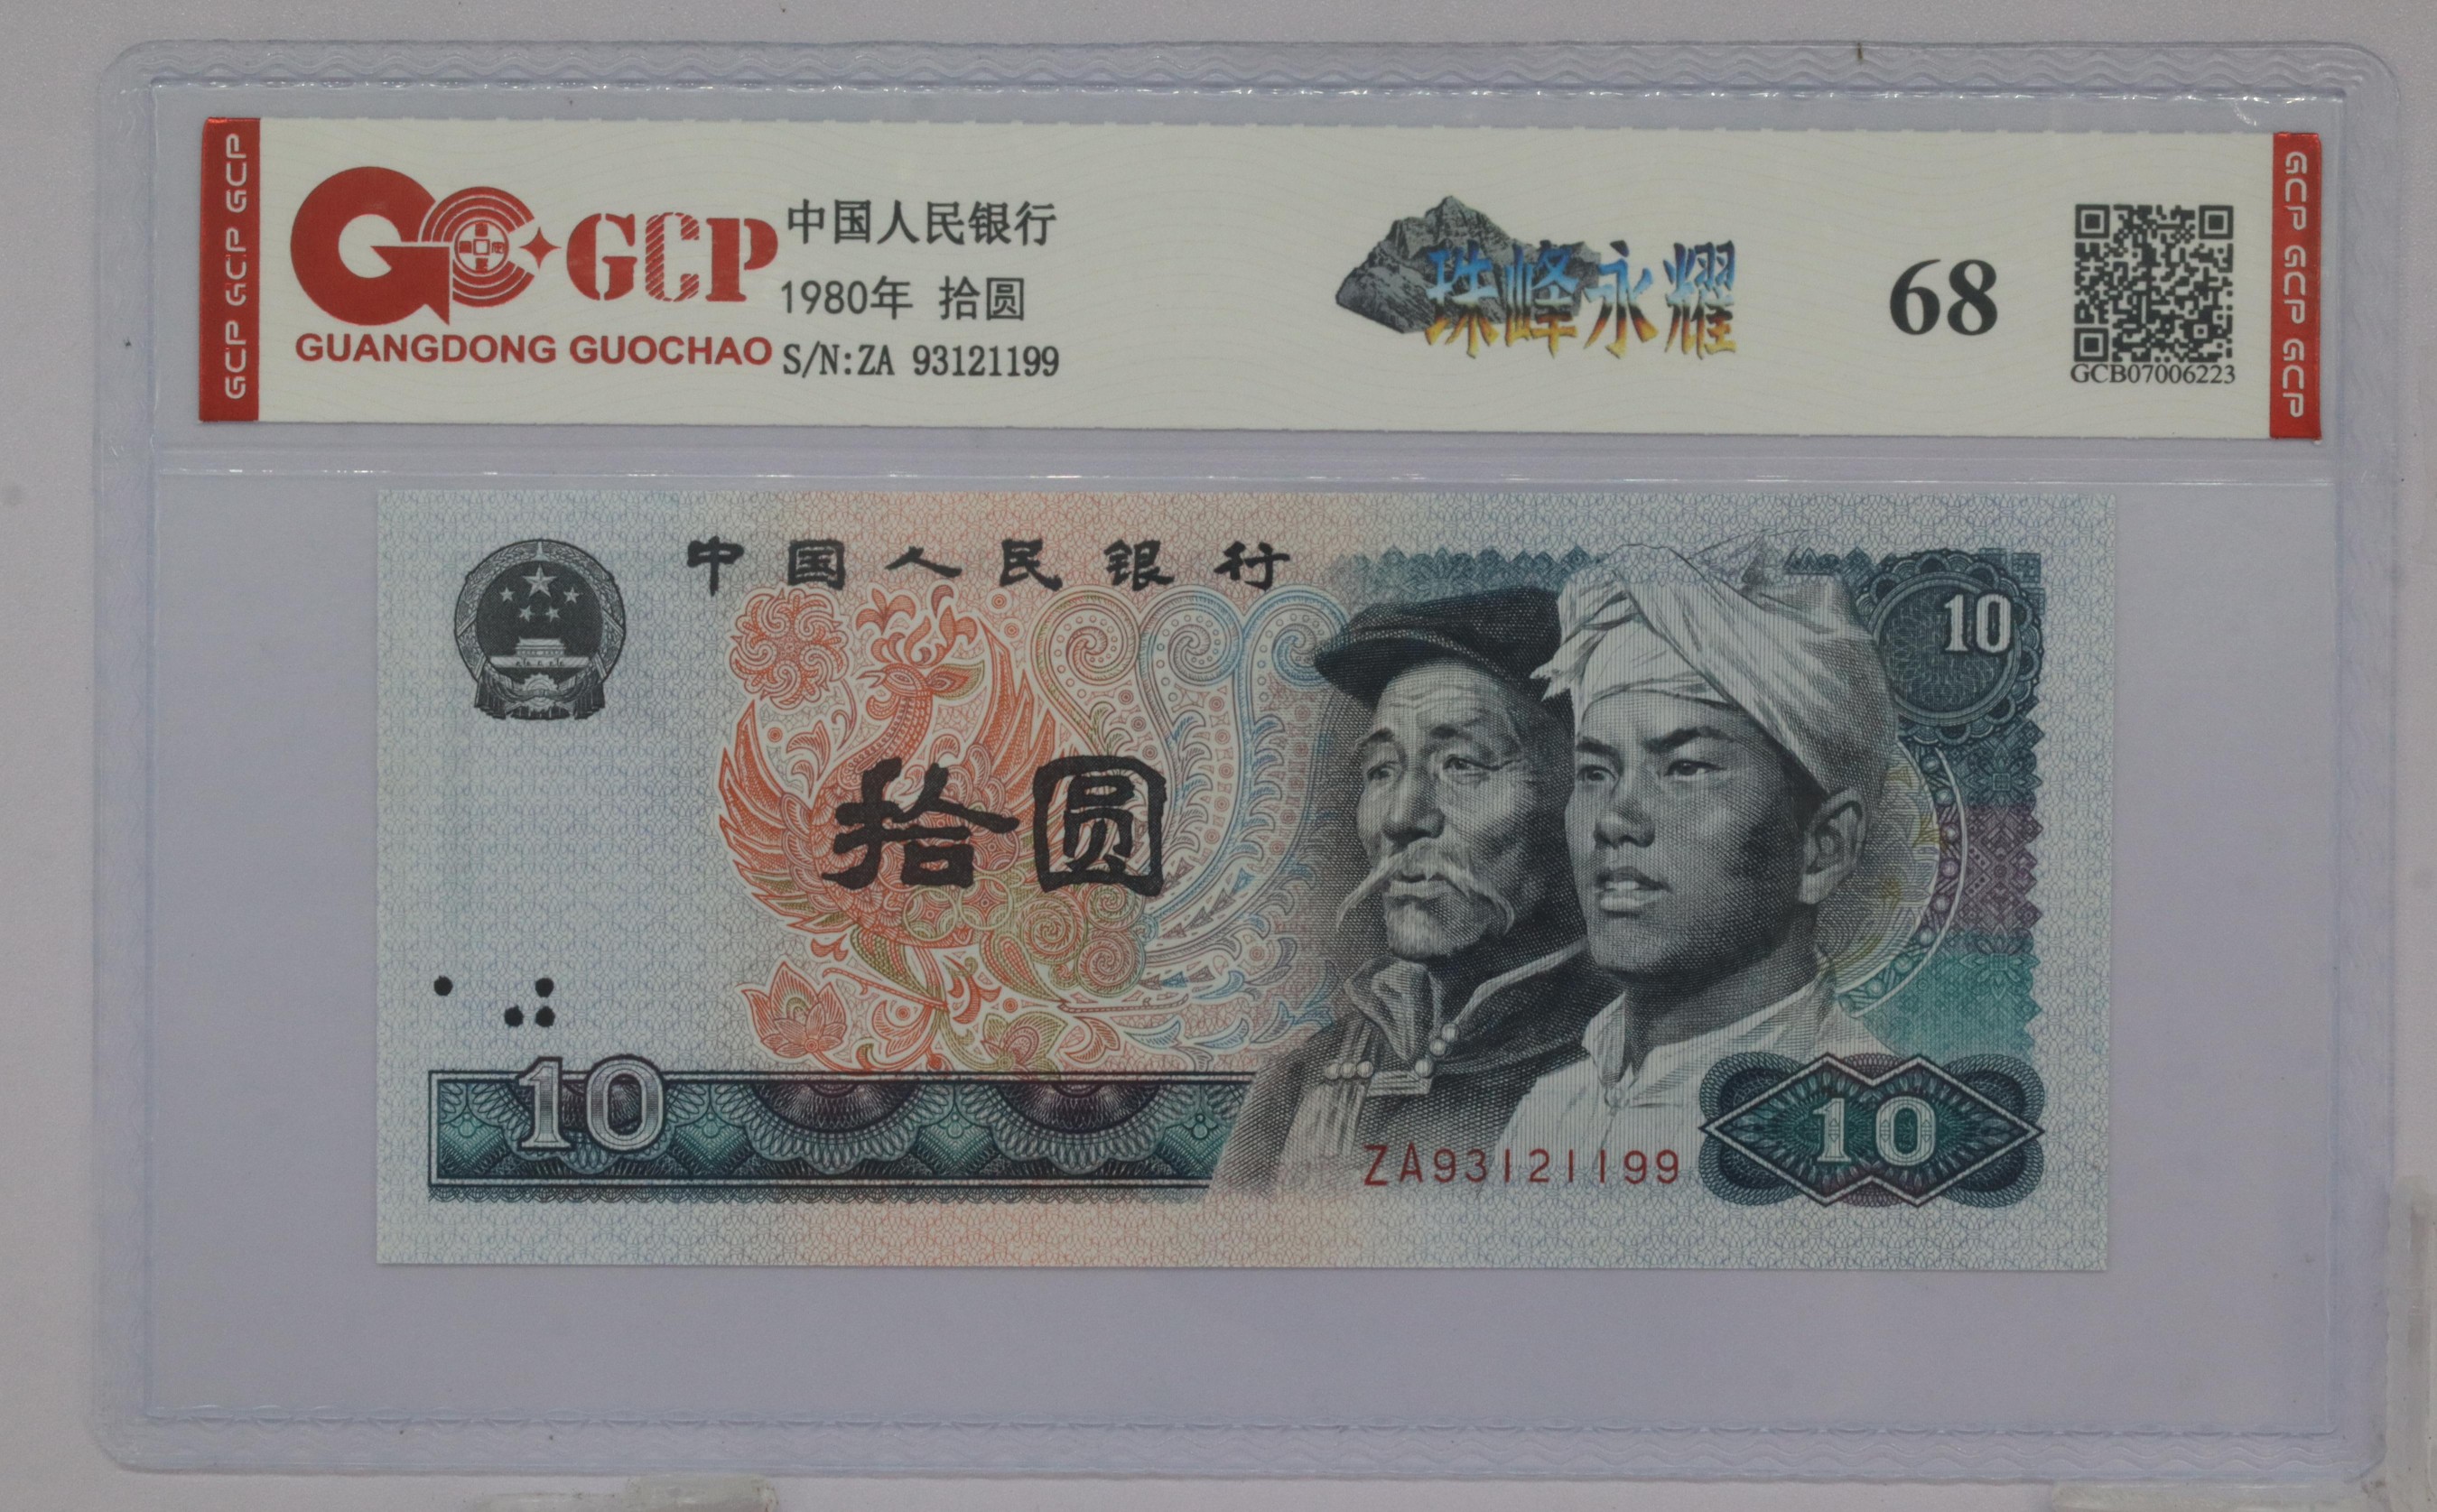 GCP GCP GCP
GCP
GUANGDONG GUOCHAO
中国人民银行
1980年 拾圆
S/N:ZA 93121199
珠峰永耀
68
GCB07006223
GCP GCP GCP
中国人民银行
10
拾圆
10
ZA93121199
10